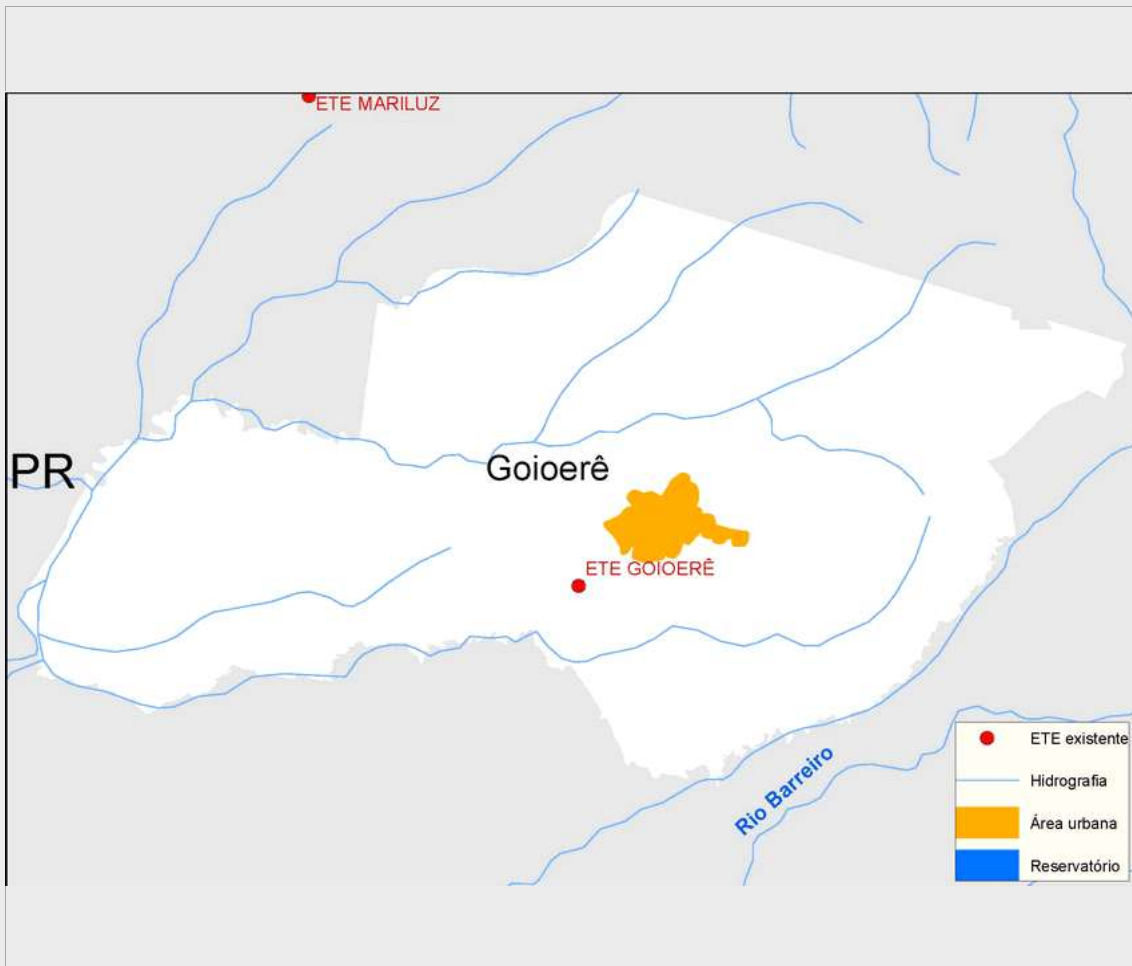 ETE MARILUZ
PR
Goioerê
ETE GOIOERÊ
Rio Barreiro
ETE existente
Hidrografia
Área urbana
Reservatório